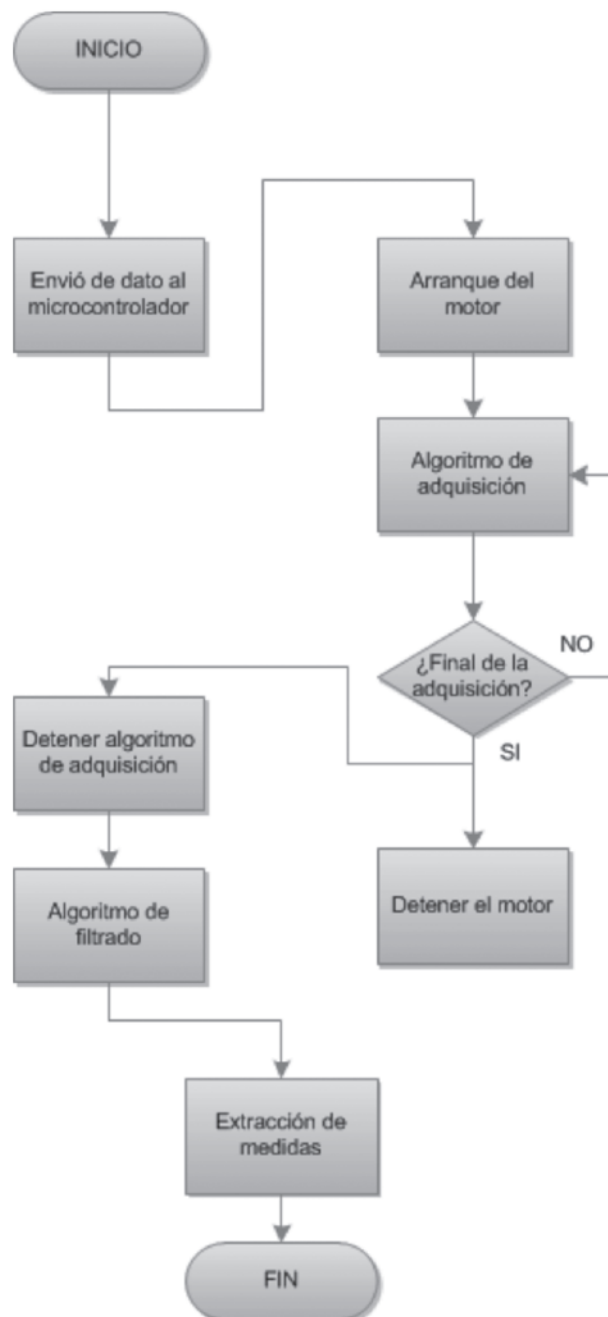 INICIO
Envió de dato al
microcontrolador
Arranque del
motor
Algoritmo de
adquisición
¿Final de la
adquisición?
NO
SI
Detener algoritmo
de adquisición
Detener el motor
Algoritmo de
filtrado
Extracción de
medidas
FIN